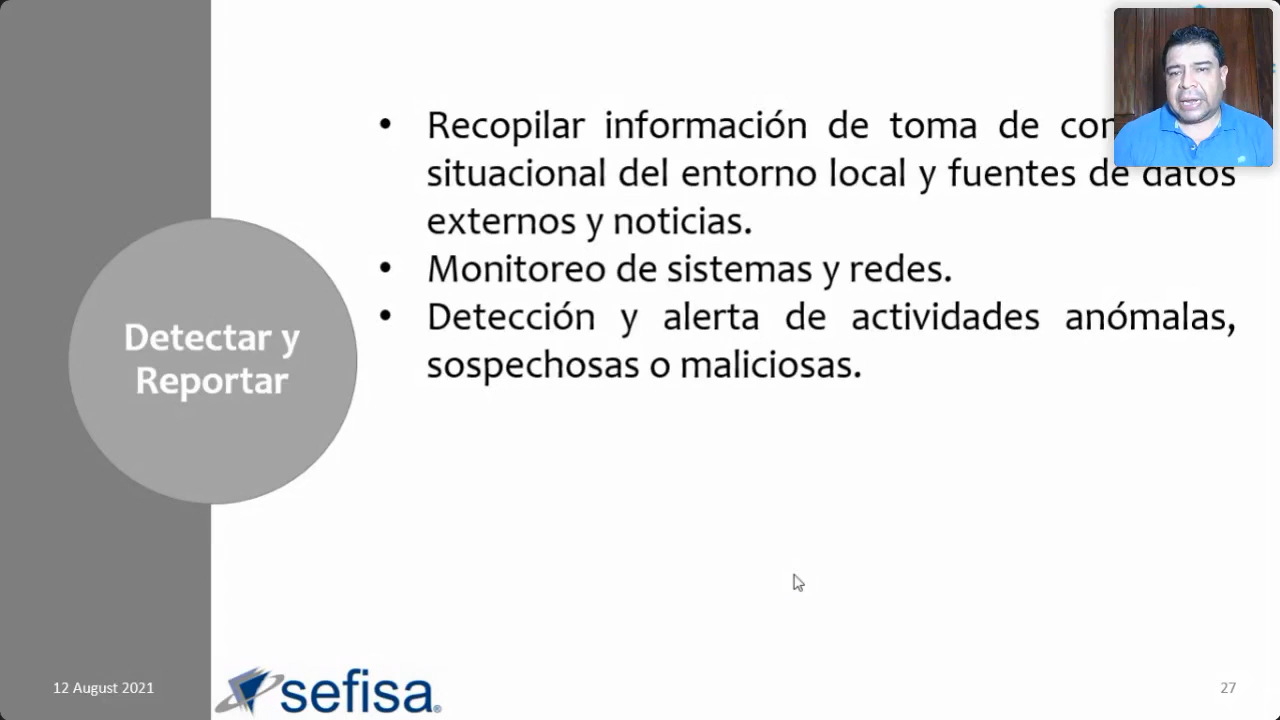 Recopilar información de toma de
situacional del entorno local y fuentes de datos
externos y noticias.
Monitoreo de sistemas y redes.
Detección y alerta de actividades anómalas,
sospechosas o maliciosas.
Detectar y
Reportar
12 August 2021
sefisa®
27